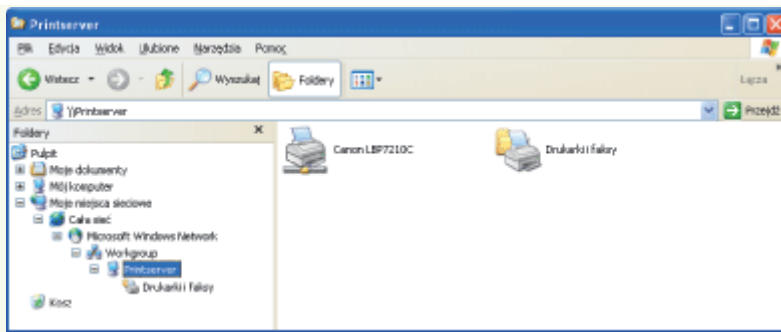 Printserver
Plik Edycja Widok Ulubione Narzędzia Pomoc
Wstecz Wyszukaj Foldery Łącza
Adres \\Printserver Przejdź
Foldery
Pulpit
Moje dokumenty
Mój komputer
Moje miejsca sieciowe
Cała sieć
Microsoft Windows Network
Workgroup
Printserver
Drukarki i faksy
Kosz
Canon LBP7210C Drukarki i faksy